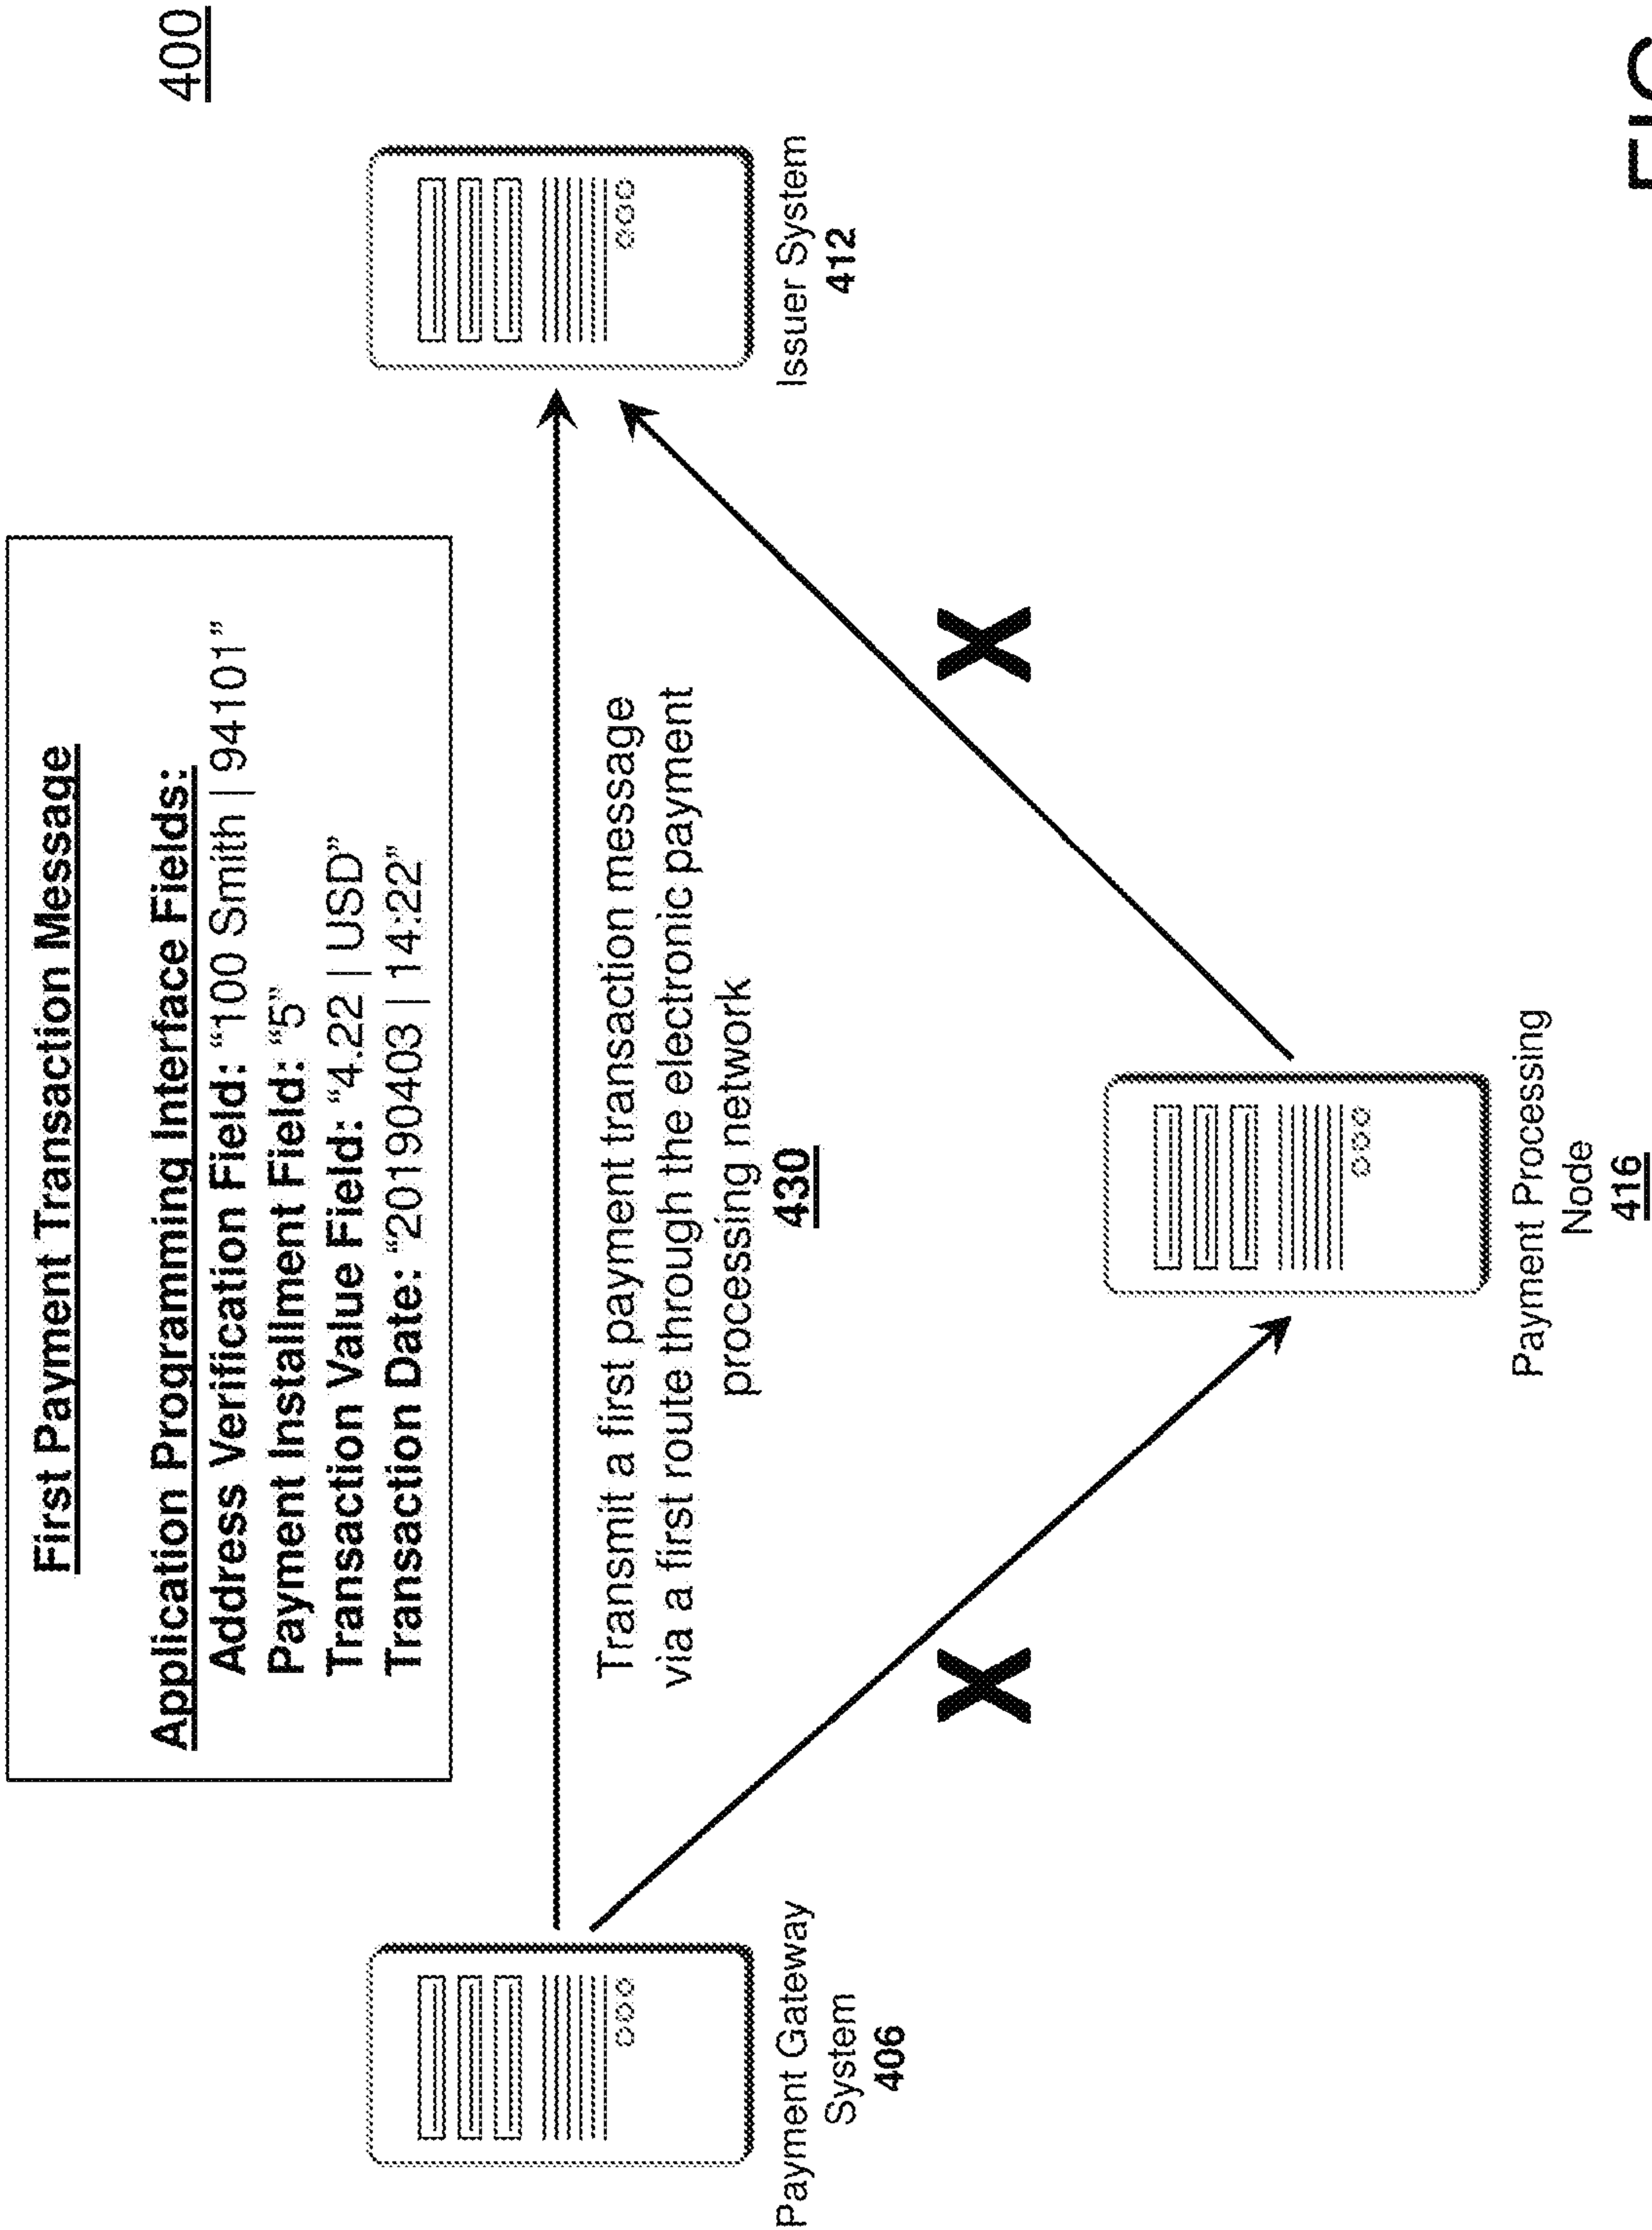 400
First Payment Transaction Message
Application Programming Interface Fields:
Address Verification Field: “100 Smith | 94101”
Payment Installment Field: “5”
Transaction Value Field: “4.22 | USD”
Transaction Date: “20190403 | 14:22”
Transmit a first payment transaction message
via a first route through the electronic payment
processing network
430
Payment Gateway
System
406
Issuer System
412
X
X
Payment Processing
Node
416